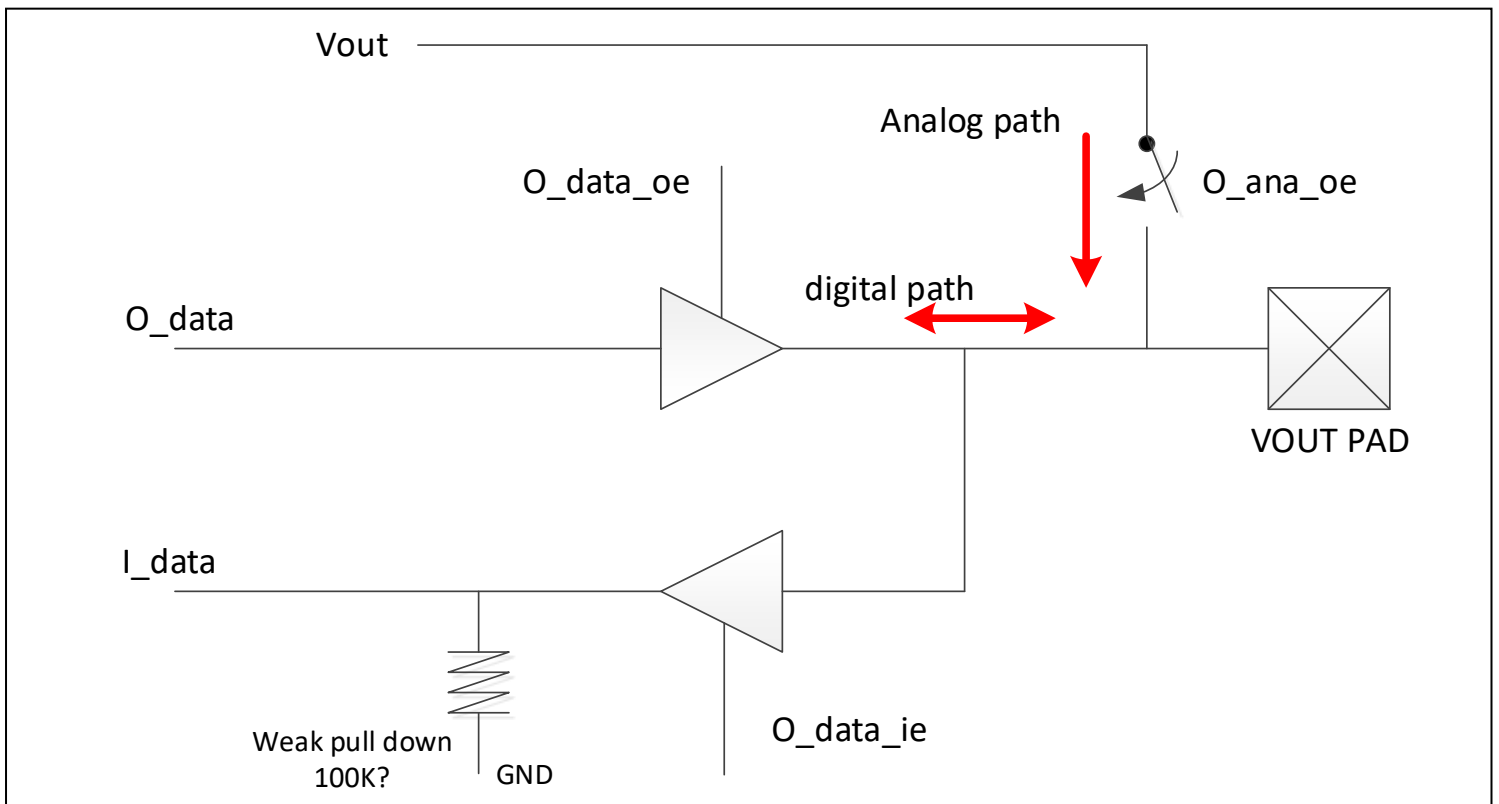 Vout
Analog path
O_data_oe
O_ana_oe
digital path
O_data
VOUT PAD
I_data
O_data_ie
Weak pull down
100K?
GND